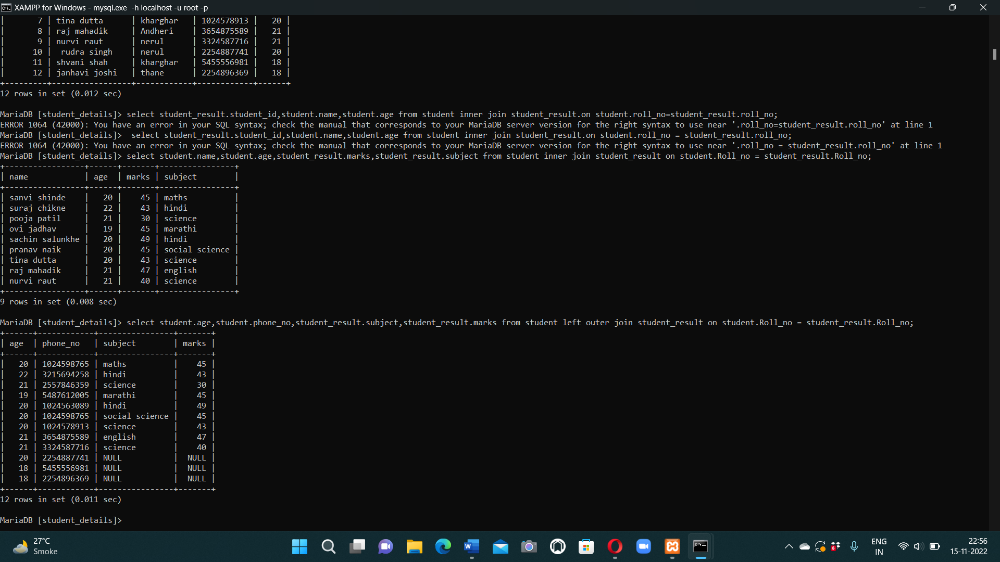 XAMPP for Windows - mysql.exe -h localhost -u root -p
|       7 | tina dutta      | kharghar   | 1024578913 |   20 |
|       8 | raj mahadik     | Andheri    | 3654875589 |   21 |
|       9 | nurvi raut      | nerul      | 3324587716 |   21 |
|      10 |  rudra singh    | nerul      | 2254887741 |   20 |
|      11 | shvani shah     | kharghar   | 5455556981 |   18 |
|      12 | janhavi joshi   | thane      | 2254896369 |   18 |
+---------+-----------------+------------+------------+------+
12 rows in set (0.012 sec)
MariaDB [student_details]> select student_result.student_id,student.name,student.age from student inner join student_result.on student.roll_no=student_result.roll_no;
ERROR 1064 (42000): You have an error in your SQL syntax; check the manual that corresponds to your MariaDB server version for the right syntax to use near '.roll_no=student_result.roll_no' at line 1
MariaDB [student_details]>  select student_result.student_id,student.name,student.age from student inner join student_result.on student.roll_no = student_result.roll_no;
ERROR 1064 (42000): You have an error in your SQL syntax; check the manual that corresponds to your MariaDB server version for the right syntax to use near '.roll_no = student_result.roll_no' at line 1
MariaDB [student_details]> select student.name,student.age,student_result.marks,student_result.subject from student inner join student_result on student.Roll_no = student_result.Roll_no;
+-----------------+------+-------+----------------+
| name            | age  | marks | subject        |
+-----------------+------+-------+----------------+
| sanvi shinde    |   20 |    45 | maths          |
| suraj chikne    |   22 |    43 | hindi          |
| pooja patil     |   21 |    30 | science        |
| ovi jadhav      |   19 |    45 | marathi        |
| sachin salunkhe |   20 |    49 | hindi          |
| pranav naik     |   20 |    45 | social science |
| tina dutta      |   20 |    43 | science        |
| raj mahadik     |   21 |    47 | english        |
| nurvi raut      |   21 |    40 | science        |
+-----------------+------+-------+----------------+
9 rows in set (0.008 sec)
MariaDB [student_details]> select student.age,student.phone_no,student_result.subject,student_result.marks from student left outer join student_result on student.Roll_no = student_result.Roll_no;
+------+------------+----------------+-------+
| age  | phone_no   | subject        | marks |
+------+------------+----------------+-------+
|   20 | 1024598765 | maths          |    45 |
|   22 | 3215694258 | hindi          |    43 |
|   21 | 2557846359 | science        |    30 |
|   19 | 5487612005 | marathi        |    45 |
|   20 | 1024563089 | hindi          |    49 |
|   20 | 1024598765 | social science |    45 |
|   20 | 1024578913 | science        |    43 |
|   21 | 3654875589 | english        |    47 |
|   21 | 3324587716 | science        |    40 |
|   20 | 2254887741 | NULL           |  NULL |
|   18 | 5455556981 | NULL           |  NULL |
|   18 | 2254896369 | NULL           |  NULL |
+------+------------+----------------+-------+
12 rows in set (0.011 sec)
MariaDB [student_details]>
27°C
Smoke
6
ENG
IN
22:56
15-11-2022